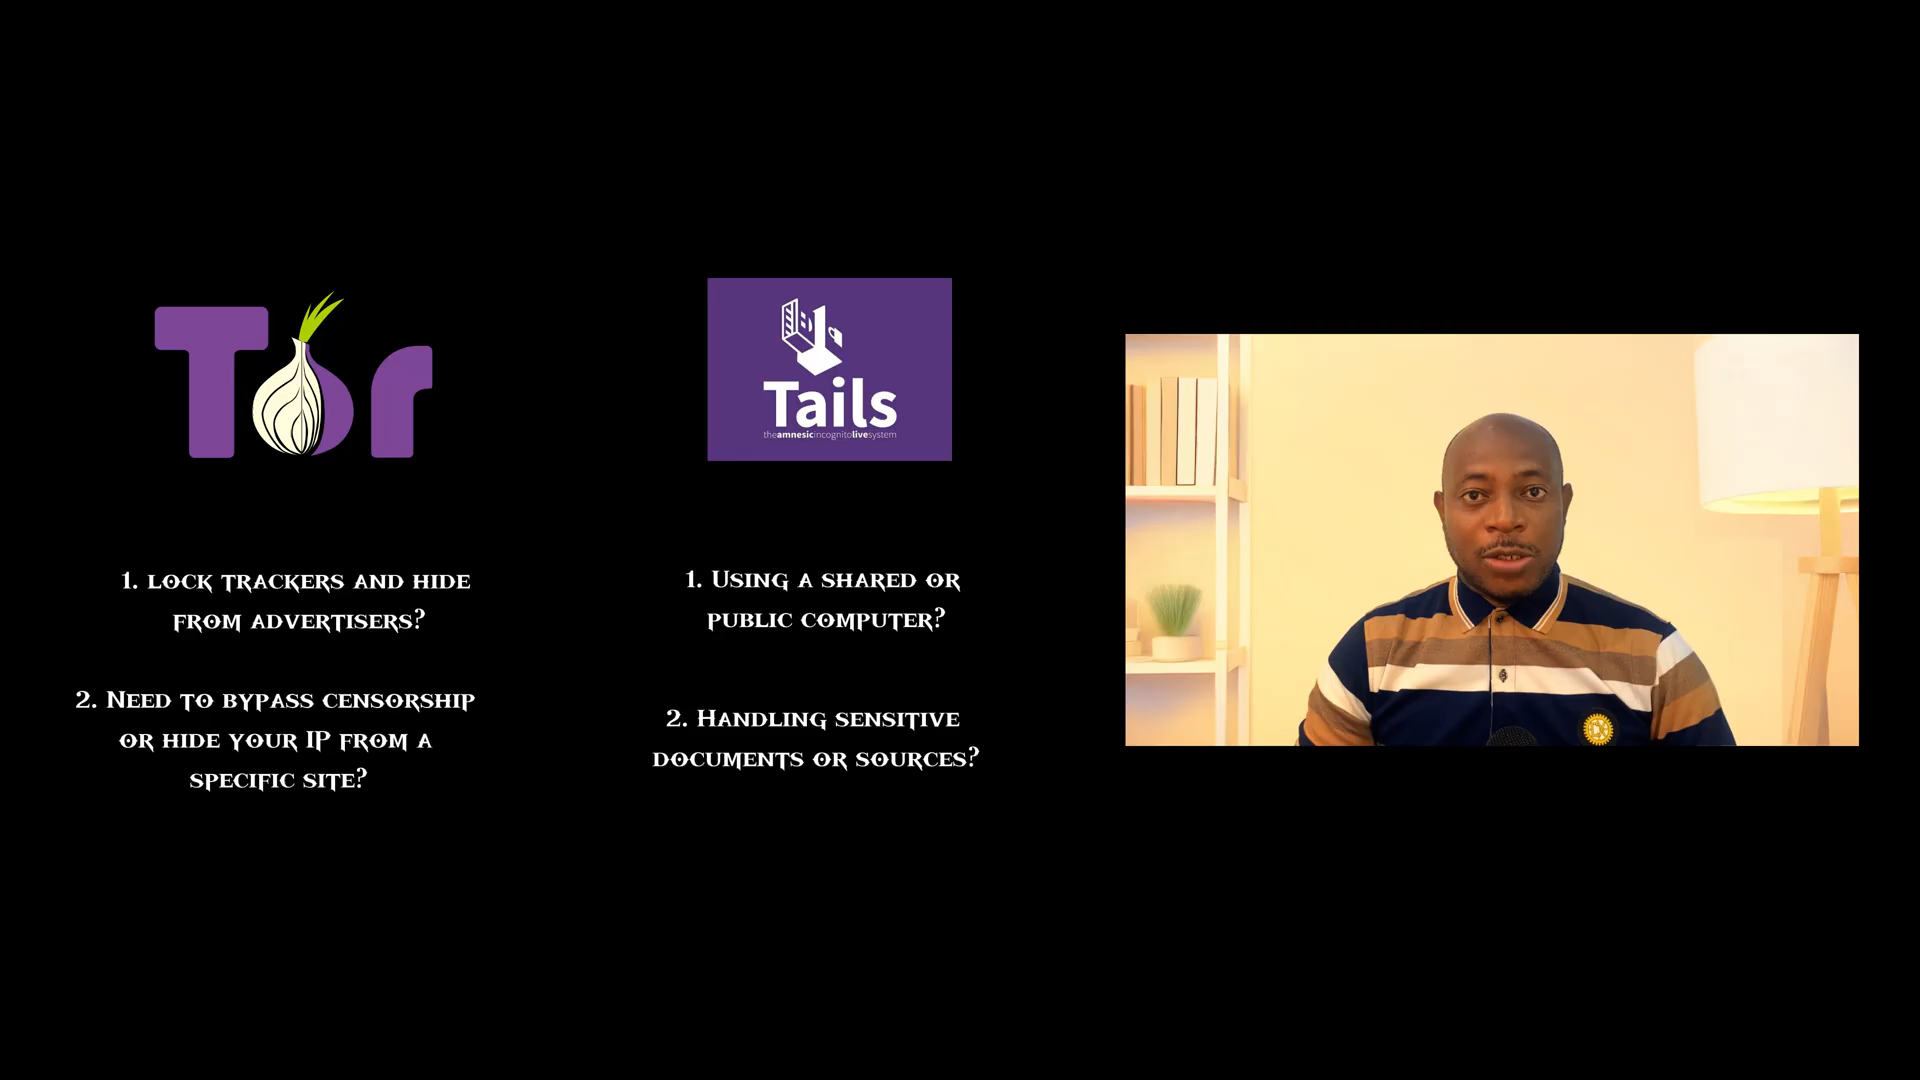 Tor
1. lock trackers and hide
from advertisers?
2. Need to bypass censorship
or hide your IP from a
specific site?
Tails
theamnesicincognitolivesystem
1. Using a shared or
public computer?
2. Handling sensitive
documents or sources?